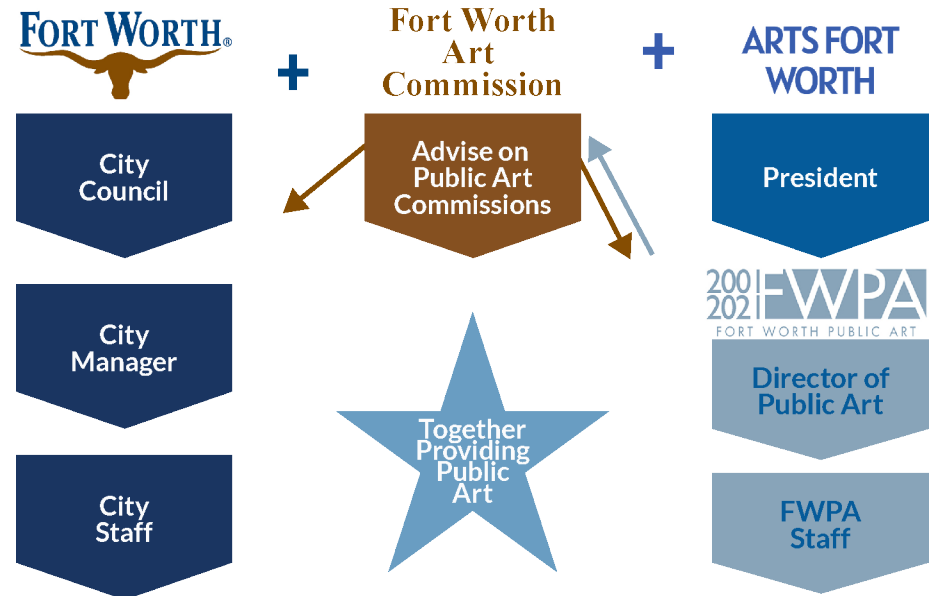 FORT WORTH®
+
Fort Worth
Art
Commission
+
ARTS FORT
WORTH
City
Council
Advise on
Public Art
Commissions
President
City
Manager
2001
2021
FWPA
FORT WORTH PUBLIC ART
Director of
Public Art
Together
Providing
Public
Art
City
Staff
FWPA
Staff